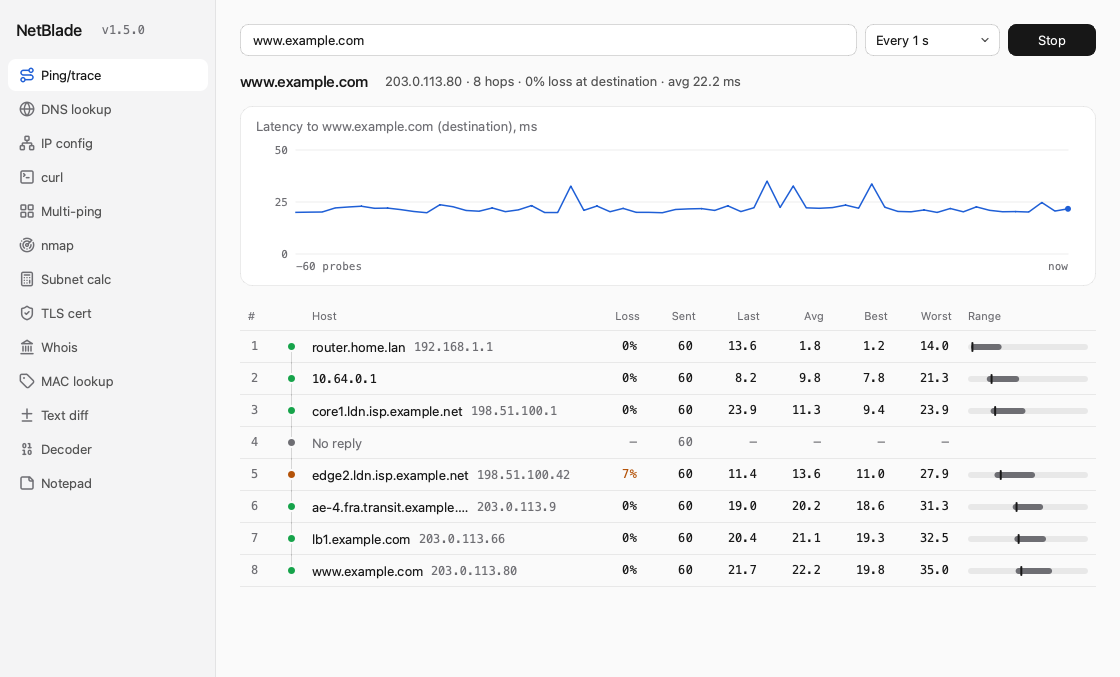 NetBlade v1.5.0
Ping/trace
DNS lookup
IP config
curl
Multi-ping
nmap
Subnet calc
TLS cert
Whois
MAC lookup
Text diff
Decoder
Notepad
www.example.com Every 1 s Stop
www.example.com 203.0.113.80 · 8 hops · 0% loss at destination · avg 22.2 ms
Latency to www.example.com (destination), ms
50
25
0
−60 probes now
# Host Loss Sent Last Avg Best Worst Range
1 router.home.lan 192.168.1.1 0% 60 13.6 1.8 1.2 14.0
2 10.64.0.1 0% 60 8.2 9.8 7.8 21.3
3 core1.ldn.isp.example.net 198.51.100.1 0% 60 23.9 11.3 9.4 23.9
4 No reply — 60 — — — —
5 edge2.ldn.isp.example.net 198.51.100.42 7% 60 11.4 13.6 11.0 27.9
6 ae-4.fra.transit.example.… 203.0.113.9 0% 60 19.0 20.2 18.6 31.3
7 lb1.example.com 203.0.113.66 0% 60 20.4 21.1 19.3 32.5
8 www.example.com 203.0.113.80 0% 60 21.7 22.2 19.8 35.0